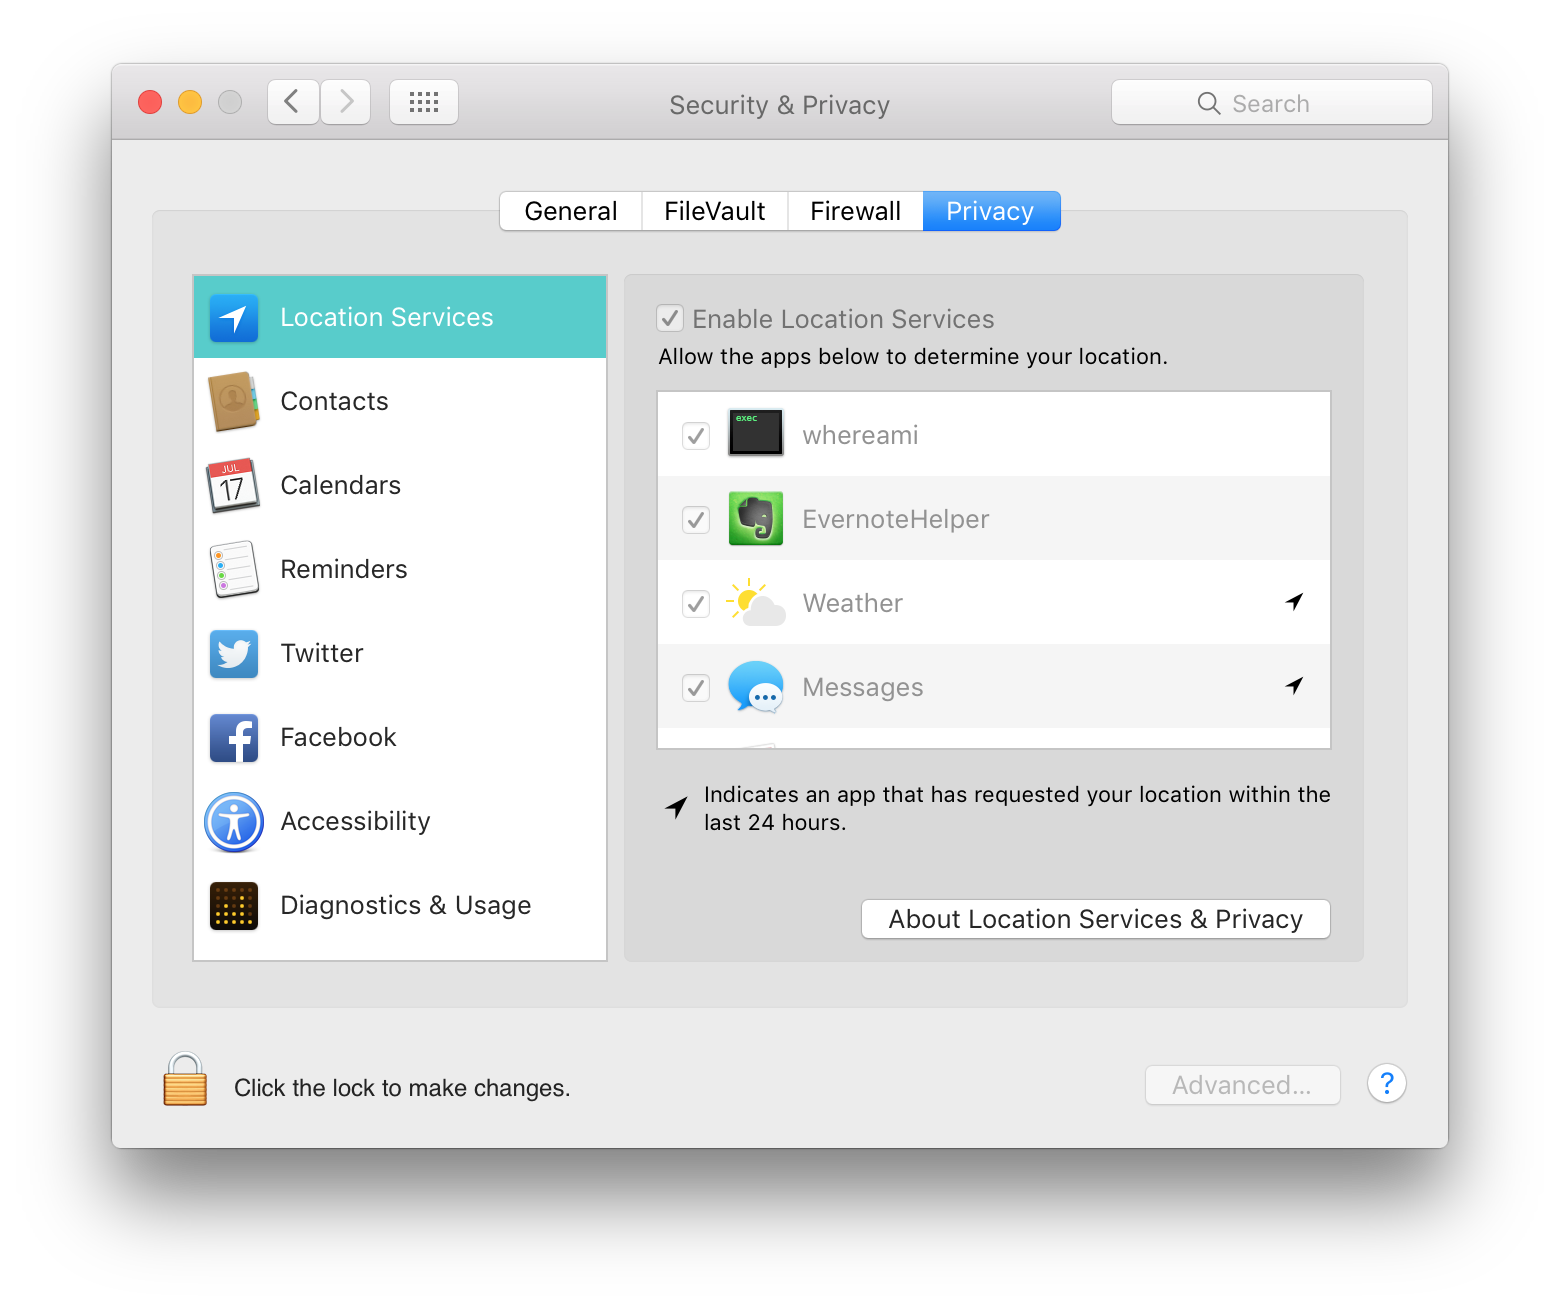 Security & Privacy
Search
General
FileVault
Firewall
Privacy
Location Services
Contacts
JUL
17
Calendars
Reminders
Twitter
Facebook
Accessibility
Diagnostics & Usage
Enable Location Services
Allow the apps below to determine your location.
exec
whereami
EvernoteHelper
Weather
Messages
Indicates an app that has requested your location within the
last 24 hours.
About Location Services & Privacy
Click the lock to make changes.
Advanced...
?